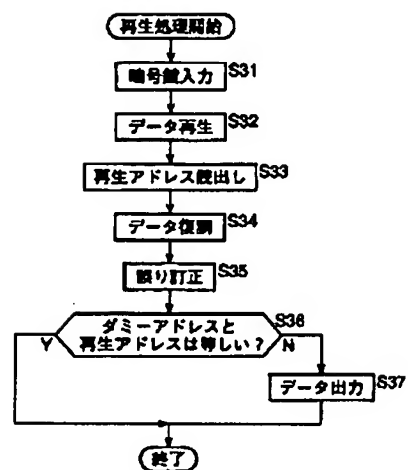 再生処理開始
暗号鍵入力 S31
データ再生 S32
再生アドレス読出し S33
データ復調 S34
誤り訂正 S35
ダミーアドレスと S36
Y 再生アドレスは等しい? N
データ出力 S37
終了